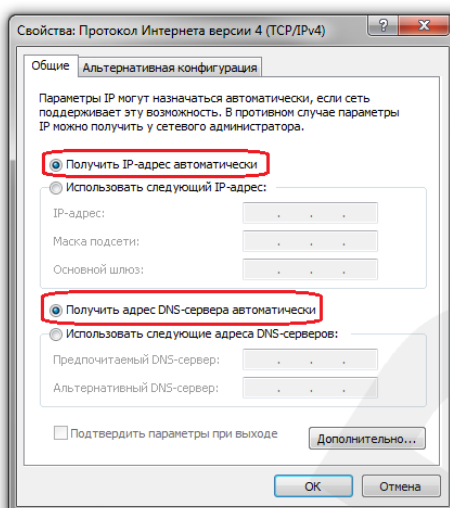 Свойства: Протокол Интернета версии 4 (TCP/IPv4)
Общие
Альтернативная конфигурация
Параметры IP могут назначаться автоматически, если сеть
поддерживает эту возможность. В противном случае параметры
IP можно получить у сетевого администратора.
Получить IP-адрес автоматически
Использовать следующий IP-адрес:
IP-адрес:
Маска подсети:
Основной шлюз:
Получить адрес DNS-сервера автоматически
Использовать следующие адреса DNS-серверов:
Предпочитаемый DNS-сервер:
Альтернативный DNS-сервер:
Подтвердить параметры при выходе
Дополнительно...
OK
Отмена